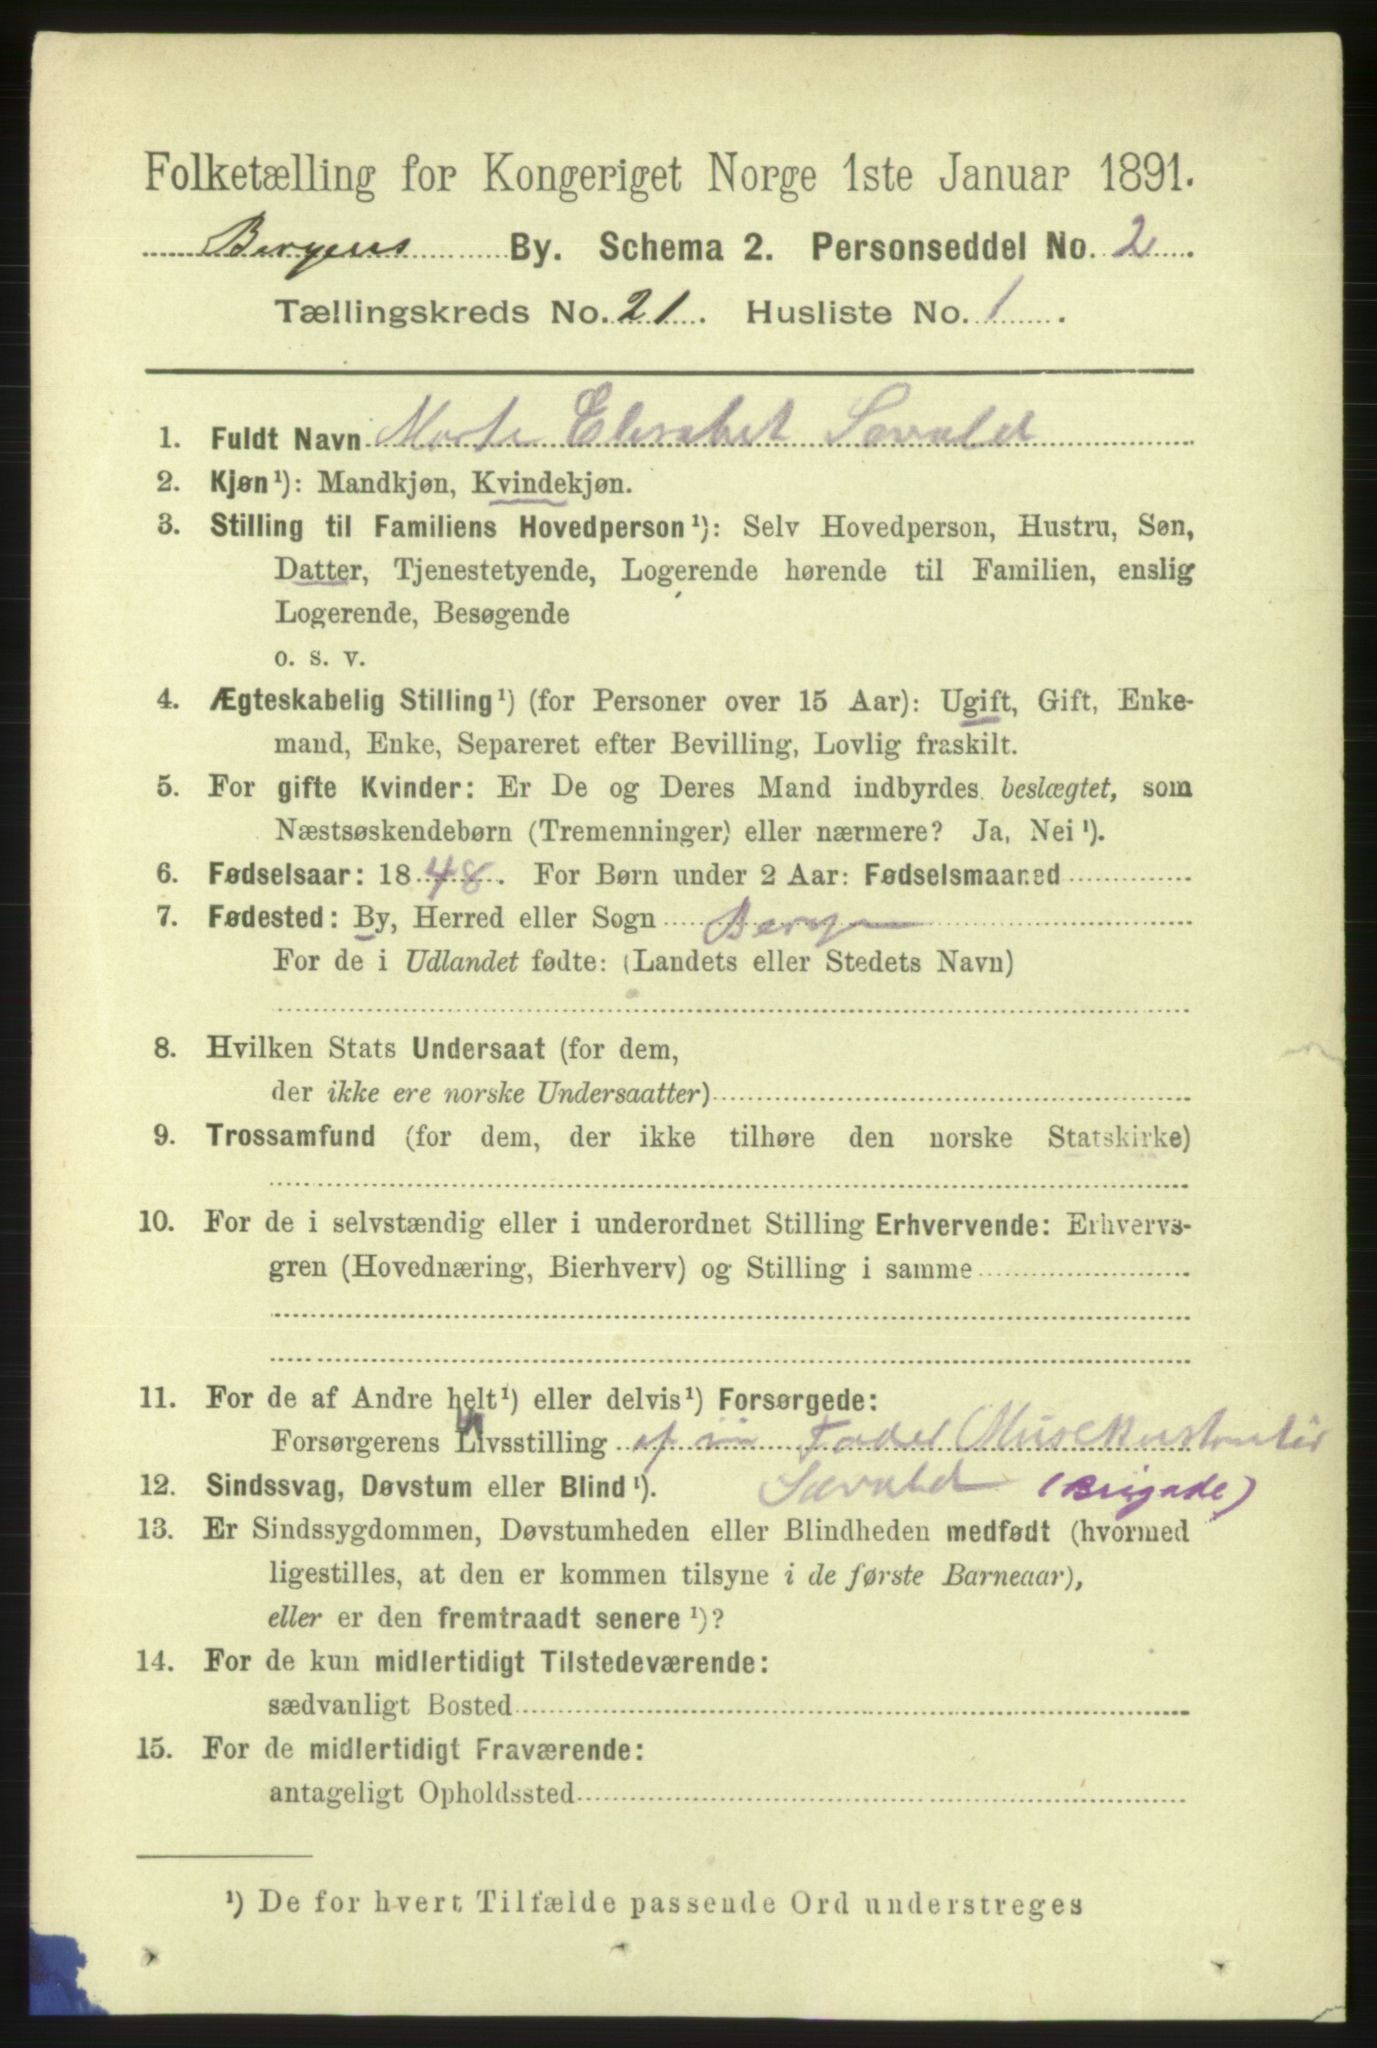 Folketælling for Kongeriget Norge 1ste Januar 1891.
Bergens By. Schema 2. Personseddel No. 2.
Tællingskreds No. 21. Husliste No. 1.
1. Fuldt Navn Elisabet Sævald
2. Kjøn¹): Mandkjøn, Kvindekjøn.
3. Stilling til Familiens Hovedperson¹): Selv Hovedperson, Hustru, Søn,
Datter, Tjenestetyende, Logerende hørende til Familien, enslig
Logerende, Besøgende
o. s. v.
4. Ægteskabelig Stilling¹) (for Personer over 15 Aar): Ugift, Gift, Enke-
mand, Enke, Separeret efter Bevilling, Lovlig fraskilt.
5. For gifte Kvinder: Er De og Deres Mand indbyrdes beslægtet, som
Næstsøskendebørn (Tremenninger) eller nærmere? Ja, Nei¹).
6. Fødselsaar: 1848. For Børn under 2 Aar: Fødselsmaaned
7. Fødested: By, Herred eller Sogn Bergen
For de i Udlandet fødte: (Landets eller Stedets Navn)
8. Hvilken Stats Undersaat (for dem,
der ikke ere norske Undersaatter)
9. Trossamfund (for dem, der ikke tilhøre den norske Statskirke)
10. For de i selvstændig eller i underordnet Stilling Erhvervende: Erhvervs-
gren (Hovednæring, Bierhverv) og Stilling i samme
11. For de af Andre helt¹) eller delvis¹) Forsørgede:
Forsørgerens Livsstilling af sin Fader
Sævald (Brigade)
12. Sindssvag, Døvstum eller Blind¹).
13. Er Sindssygdommen, Døvstumheden eller Blindheden medfødt (hvormed
ligestilles, at den er kommen tilsyne i de første Barneaar),
eller er den fremtraadt senere¹)?
14. For de kun midlertidigt Tilstedeværende:
sædvanligt Bosted
15. For de midlertidigt Fraværende:
antageligt Opholdssted
¹) De for hvert Tilfælde passende Ord understreges